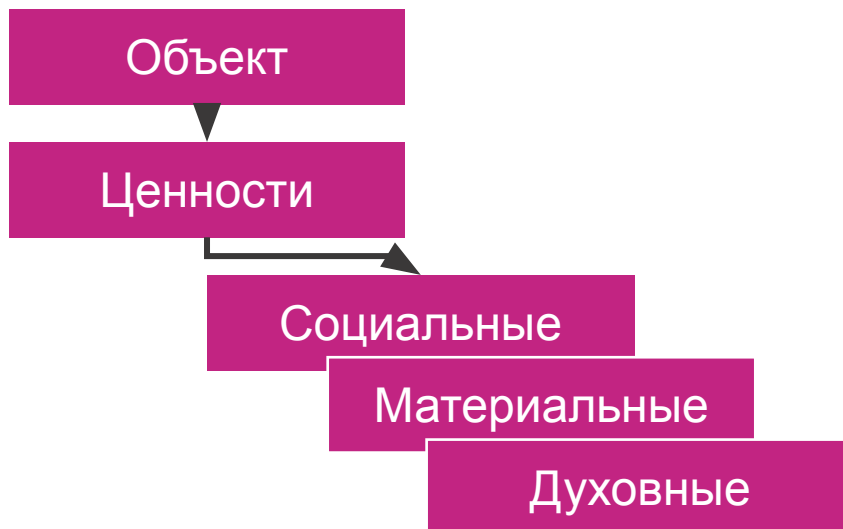 Объект
Ценности
Социальные
Материальные
Духовные